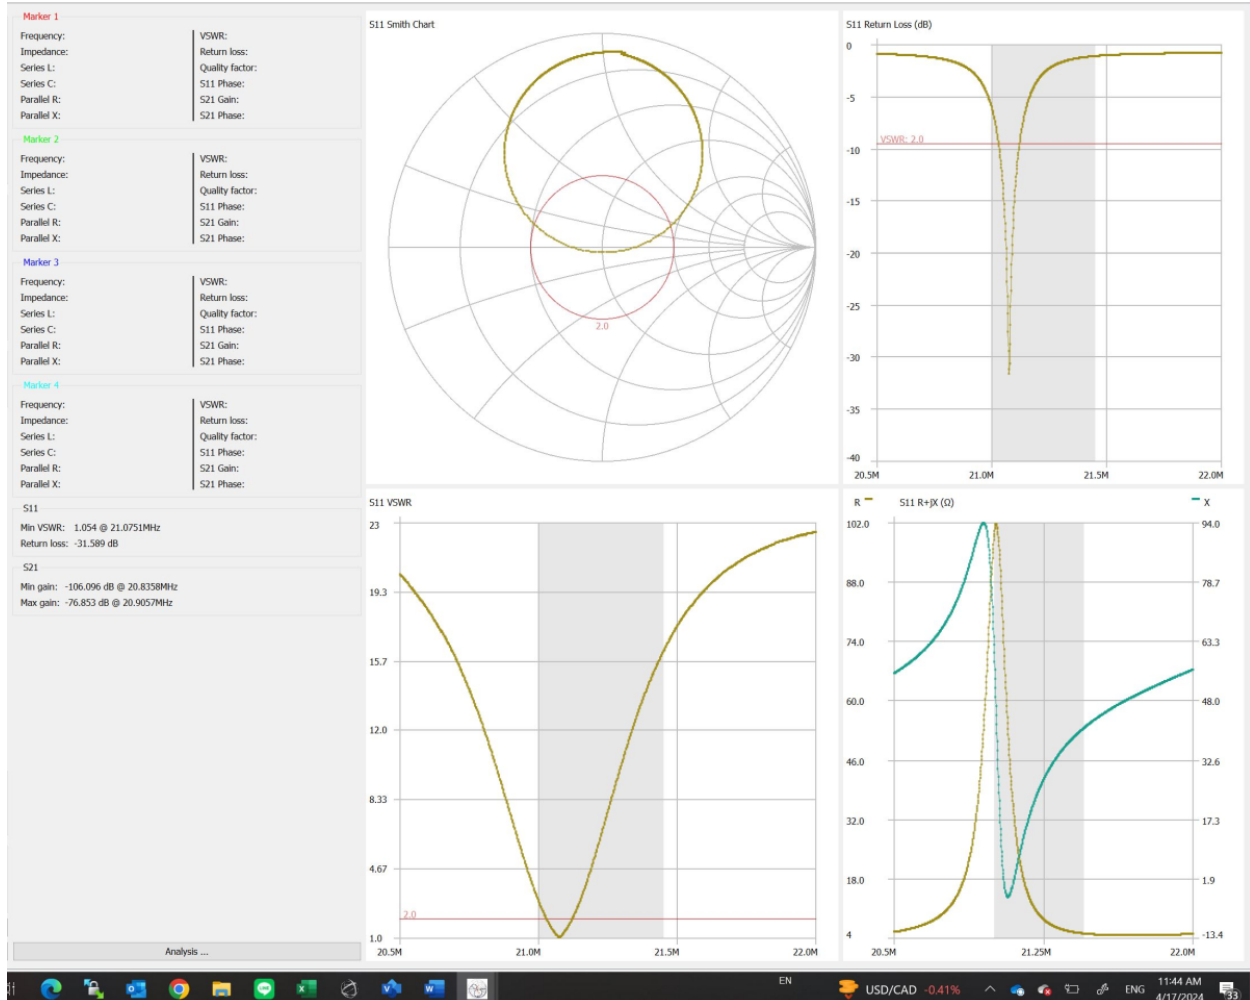 Marker 1
Frequency:
Impedance:
Series L:
Series C:
Parallel R:
Parallel X:
VSWR:
Return loss:
Quality factor:
S11 Phase:
S21 Gain:
S21 Phase:
Marker 2
Frequency:
Impedance:
Series L:
Series C:
Parallel R:
Parallel X:
VSWR:
Return loss:
Quality factor:
S11 Phase:
S21 Gain:
S21 Phase:
Marker 3
Frequency:
Impedance:
Series L:
Series C:
Parallel R:
Parallel X:
VSWR:
Return loss:
Quality factor:
S11 Phase:
S21 Gain:
S21 Phase:
Marker 4
Frequency:
Impedance:
Series L:
Series C:
Parallel R:
Parallel X:
VSWR:
Return loss:
Quality factor:
S11 Phase:
S21 Gain:
S21 Phase:
S11
Min VSWR: 1.054 @ 21.0751MHz
Return loss: -31.589 dB
S21
Min gain: -106.096 dB @ 20.8358MHz
Max gain: -76.853 dB @ 20.9057MHz
Analysis ...
S11 Smith Chart
2.0
S11 Return Loss (dB)
0
-5
VSWR: 2.0
-10
-15
-20
-25
-30
-35
-40
20.5M 21.0M 21.5M 22.0M
S11 VSWR
23
19.3
15.7
12.0
8.33
4.67
2.0
1.0
20.5M 21.0M 21.5M 22.0M
R S11 R+jX (Ω) X
102.0 94.0
88.0 78.7
74.0 63.3
60.0 48.0
46.0 32.6
32.0 17.3
18.0 1.9
4 -13.4
20.5M 21.25M 22.0M
EN
USD/CAD -0.41%
ENG
11:44 AM
4/17/2024
33